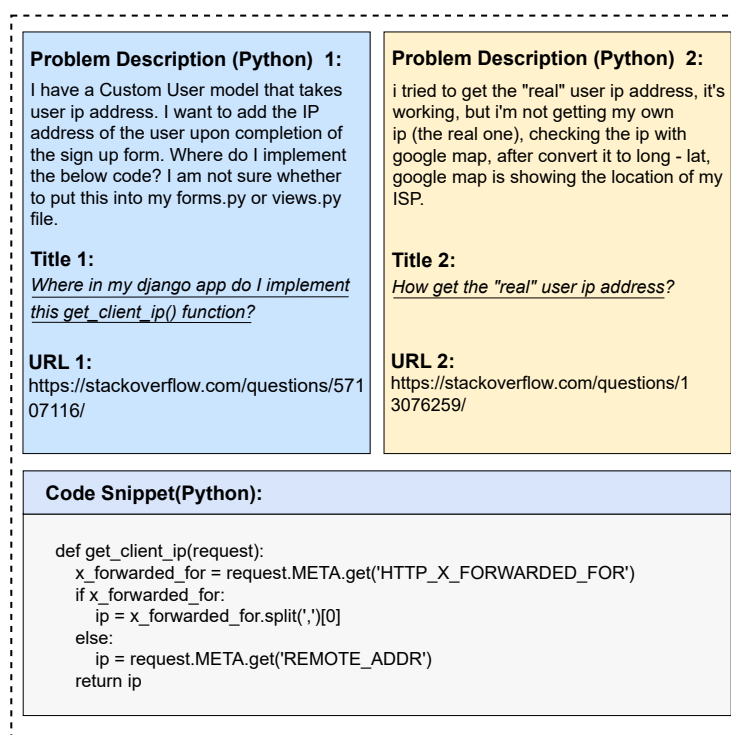 Problem Description (Python)  1:
I have a Custom User model that takes
user ip address. I want to add the IP
address of the user upon completion of
the sign up form. Where do I implement
the below code? I am not sure whether
to put this into my forms.py or views.py
file.
Title 1:
Where in my django app do I implement
this get_client_ip() function?
URL 1:
https://stackoverflow.com/questions/571
07116/
Problem Description (Python)  2:
i tried to get the "real" user ip address, it's
working, but i'm not getting my own
ip (the real one), checking the ip with
google map, after convert it to long - lat,
google map is showing the location of my
ISP.
Title 2:
How get the "real" user ip address?
URL 2:
https://stackoverflow.com/questions/1
3076259/
Code Snippet(Python):
def get_client_ip(request):
x_forwarded_for = request.META.get('HTTP_X_FORWARDED_FOR')
if x_forwarded_for:
ip = x_forwarded_for.split(',')[0]
else:
ip = request.META.get('REMOTE_ADDR')
return ip